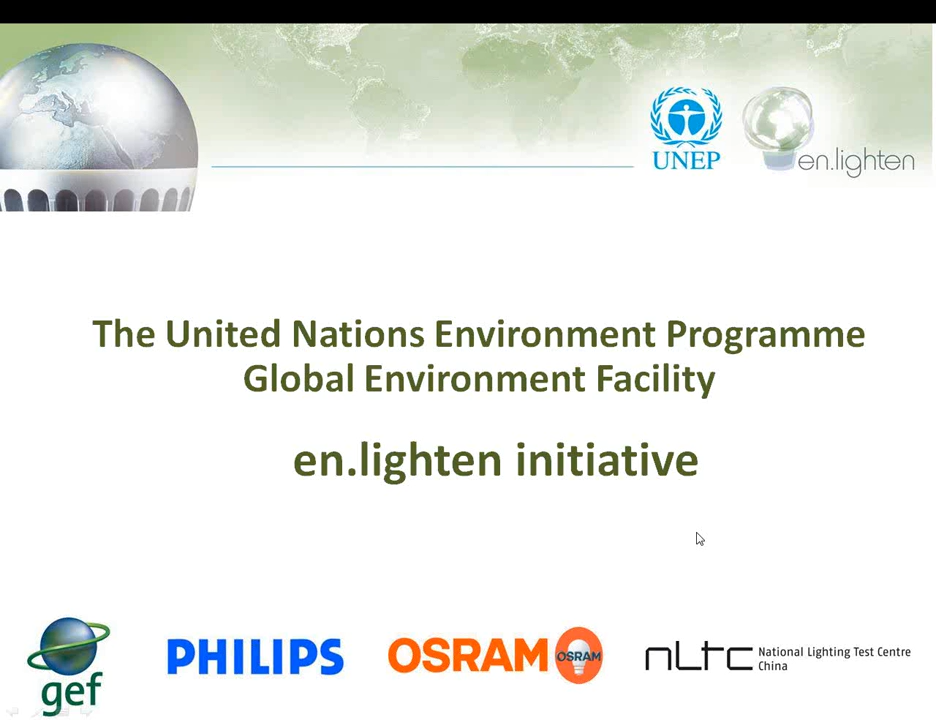 UNEP
en.lighten
The United Nations Environment Programme
Global Environment Facility
en.lighten initiative
gef
PHILIPS
OSRAM
OSRAM
nLtc
National Lighting Test Centre
China